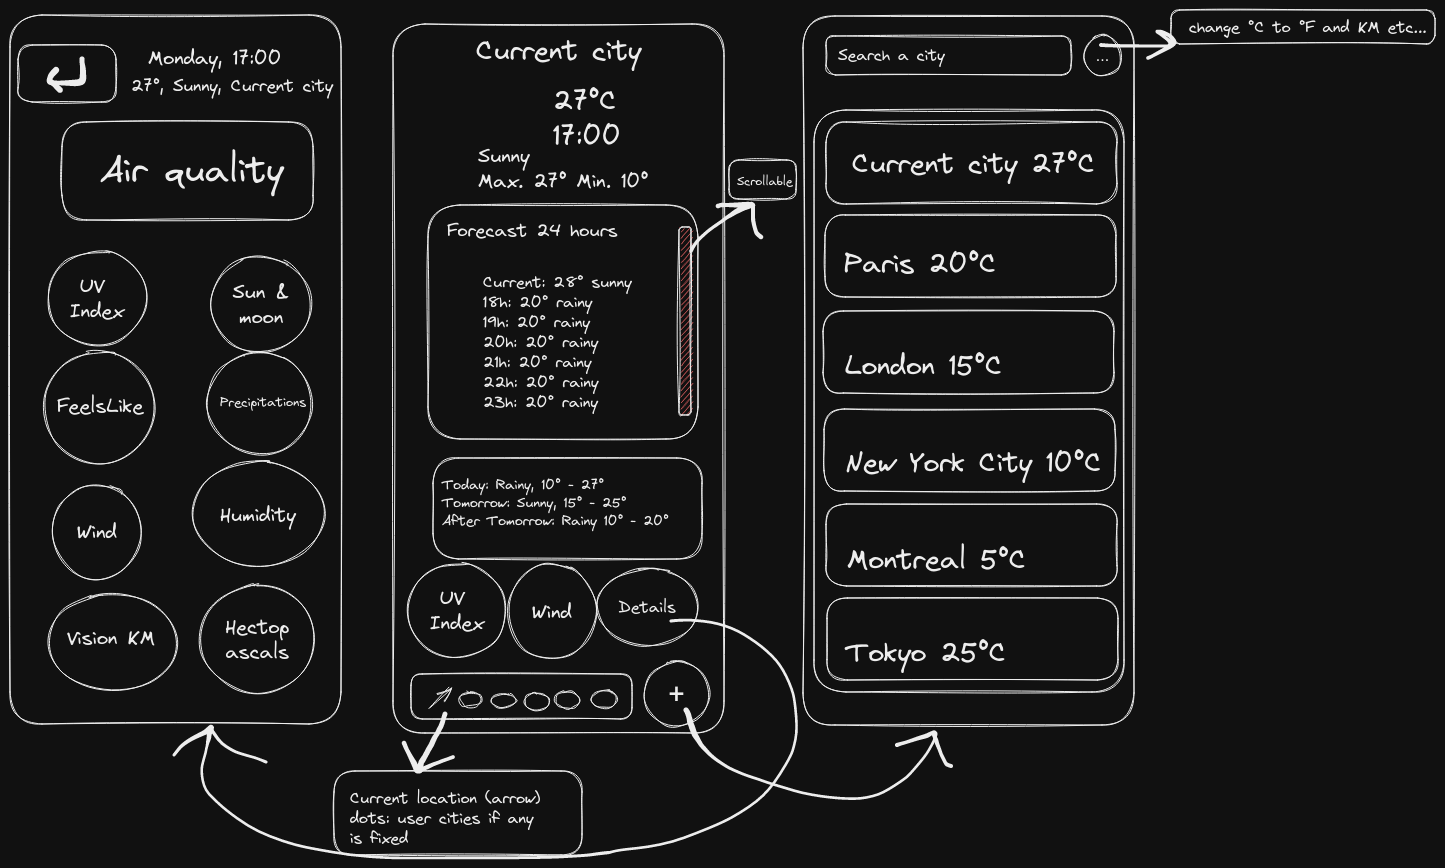 Monday, 17:00
27°, Sunny, Current city
Air quality
UV
Index
Sun &
moon
FeelsLike
Precipitations
Wind
Humidity
Vision KM
Hectop
ascals
Current city
27°C
17:00
Sunny
Max. 27° Min. 10°
Forecast 24 hours
Current: 28° sunny
18h: 20° rainy
19h: 20° rainy
20h: 20° rainy
21h: 20° rainy
22h: 20° rainy
23h: 20° rainy
Scrollable
Today: Rainy, 10° - 27°
Tomorrow: Sunny, 15° - 25°
After Tomorrow: Rainy 10° - 20°
UV
Index
Wind
Details
+
Current location (arrow)
dots: user cities if any
is fixed
Search a city
...
change °C to °F and KM etc...
Current city 27°C
Paris 20°C
London 15°C
New York City 10°C
Montreal 5°C
Tokyo 25°C